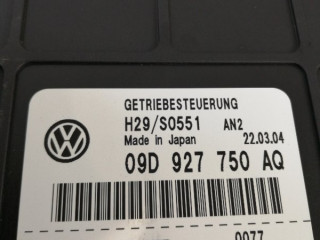 GETRIEBESTEUERUNG
H29/S0551 AN2
Made in Japan 22.03.04
09D 927 750 AQ
0077